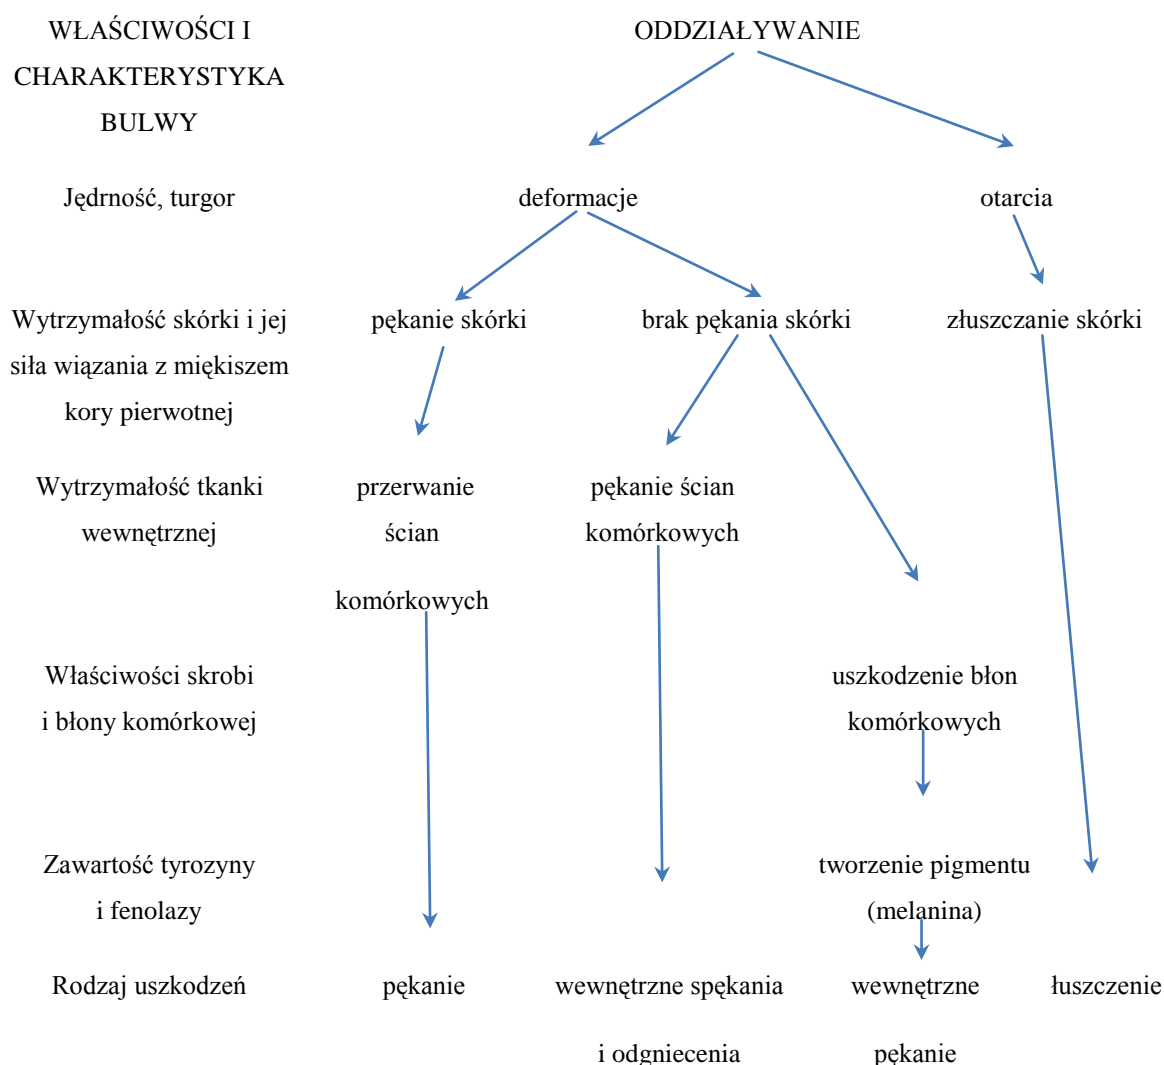 WŁAŚCIWOŚCI I
CHARAKTERYSTYKA
BULWY
ODDZIAŁYWANIE
Jędrność, turgor
deformacje
otarcia
Wytrzymałość skórki i jej
siła wiązania z miękiszem
kory pierwotnej
pękanie skórki
brak pękania skórki
złuszczanie skórki
Wytrzymałość tkanki
wewnętrznej
przerwanie
ścian
komórkowych
pękanie ścian
komórkowych
Właściwości skrobi
i błony komórkowej
uszkodzenie błon
komórkowych
Zawartość tyrozyny
i fenolazy
tworzenie pigmentu
(melanina)
Rodzaj uszkodzeń
pękanie
wewnętrzne spękania
i odgniecenia
wewnętrzne
pękanie
łuszczenie